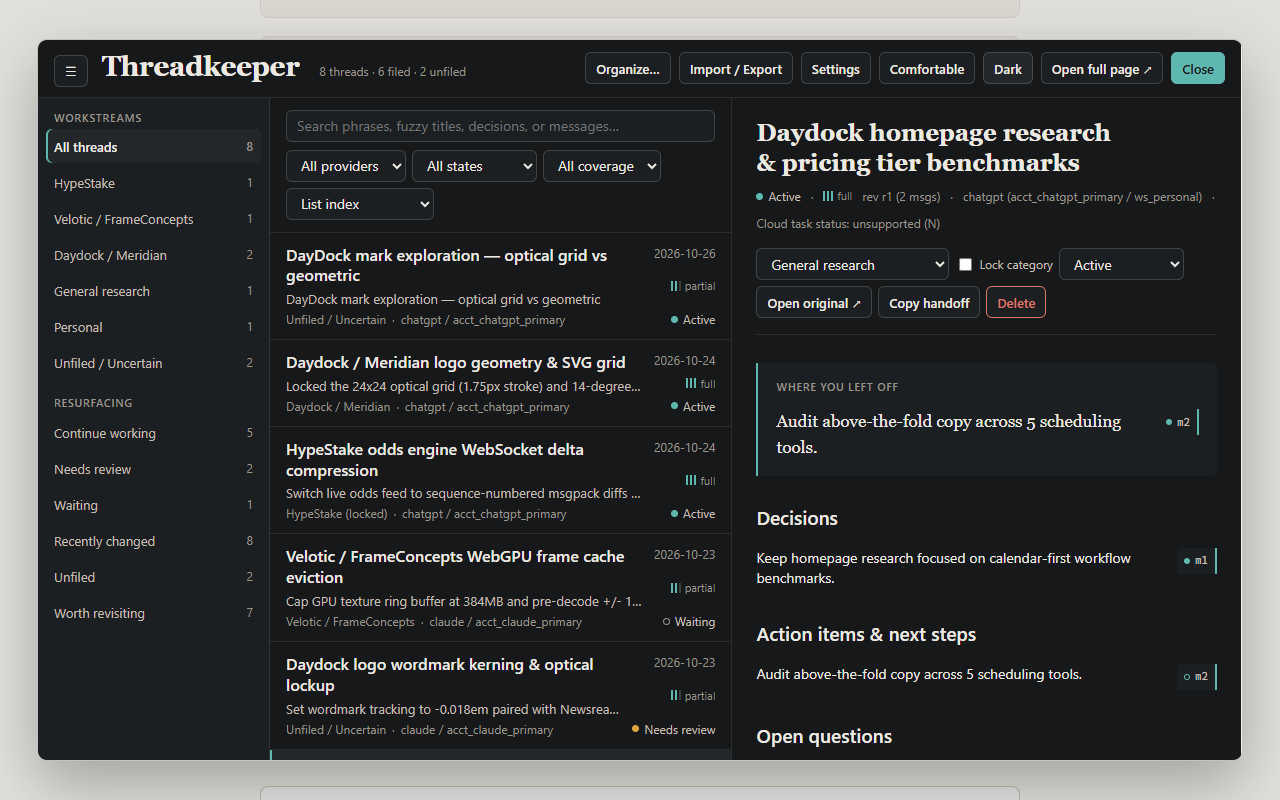 ☰
Threadkeeper
8 threads · 6 filed · 2 unfiled
Organize...
Import / Export
Settings
Comfortable
Dark
Open full page ↗
Close
WORKSTREAMS
All threads 8
HypeStake 1
Velotic / FrameConcepts 1
Daydock / Meridian 2
General research 1
Personal 1
Unfiled / Uncertain 1
RESURFACING
Continue working 5
Needs review 2
Waiting 1
Recently changed 8
Unfiled 2
Worth revisiting 7
Search phrases, fuzzy titles, decisions, or messages...
All providers
All states
All coverage
List index
DayDock mark exploration — optical grid vs 2026-10-26
geometric
partial
DayDock mark exploration — optical grid vs geometric
Unfiled / Uncertain · chatgpt / acct_chatgpt_primary
Active
Daydock / Meridian logo geometry & SVG grid 2026-10-24
Locked the 24x24 optical grid (1.75px stroke) and 14-degree...
full
Daydock / Meridian · chatgpt / acct_chatgpt_primary
Active
HypeStake odds engine WebSocket delta 2026-10-24
compression
full
Switch live odds feed to sequence-numbered msgpack diffs ...
HypeStake (locked) · chatgpt / acct_chatgpt_primary
Active
Velotic / FrameConcepts WebGPU frame cache 2026-10-23
eviction
partial
Cap GPU texture ring buffer at 384MB and pre-decode +/- 1...
Velotic / FrameConcepts · claude / acct_claude_primary
Waiting
Daydock logo wordmark kerning & optical 2026-10-23
lockup
partial
Set wordmark tracking to -0.018em paired with Newsrea...
Unfiled / Uncertain · claude / acct_claude_primary
Needs review
Daydock homepage research
& pricing tier benchmarks
Active · full rev r1 (2 msgs) · chatgpt (acct_chatgpt_primary / ws_personal) ·
Cloud task status: unsupported (N)
General research
Lock category
Active
Open original ↗
Copy handoff
Delete
WHERE YOU LEFT OFF
Audit above-the-fold copy across 5 scheduling m2
tools.
Decisions
Keep homepage research focused on calendar-first workflow m1
benchmarks.
Action items & next steps
Audit above-the-fold copy across 5 scheduling tools. m2
Open questions